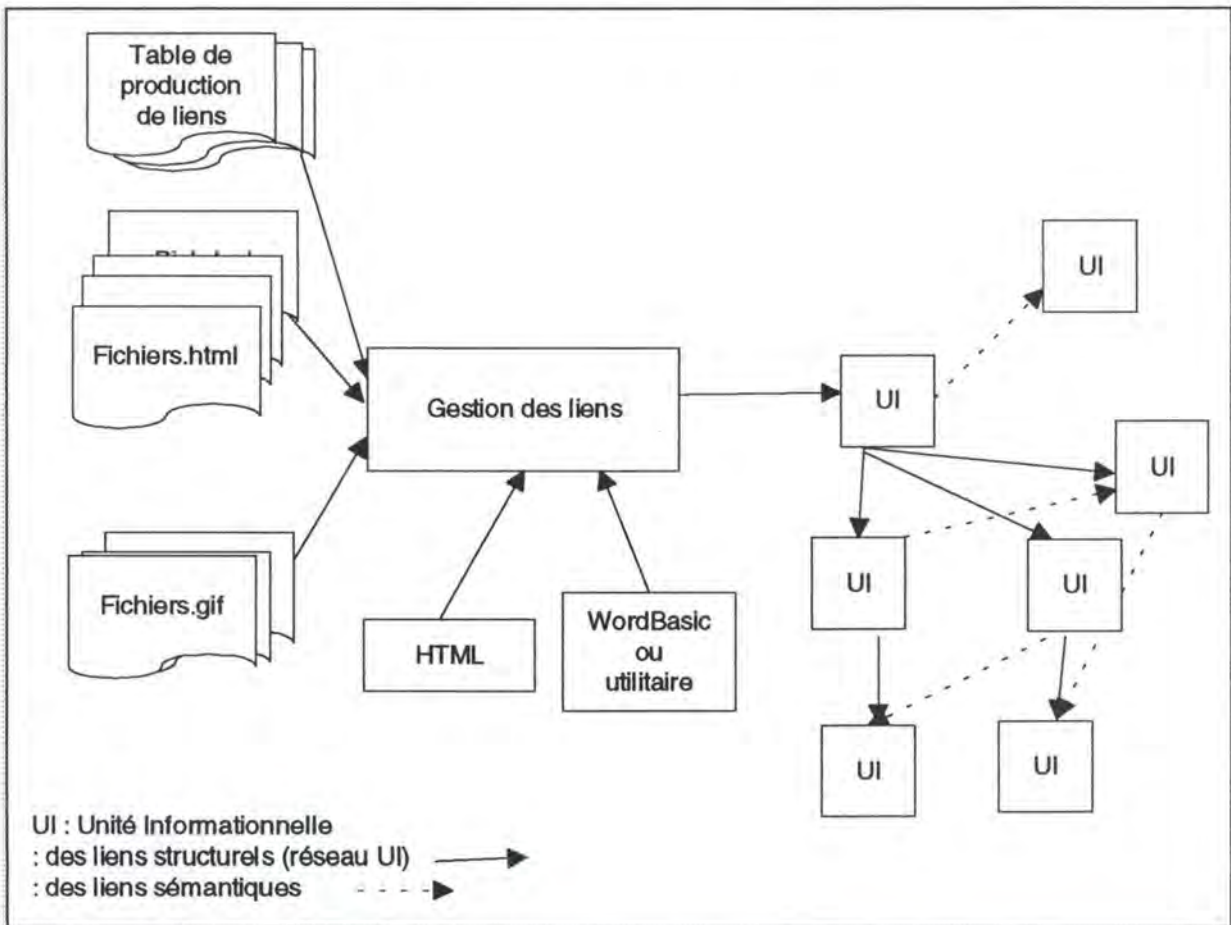 Table de
production
de liens
Fichiers.html
Fichiers.gif
Gestion des liens
HTML
WordBasic
ou
utilitaire
UI
UI
UI
UI
UI
UI
UI
UI : Unité Informationnelle
: des liens structurels (réseau UI)
: des liens sémantiques